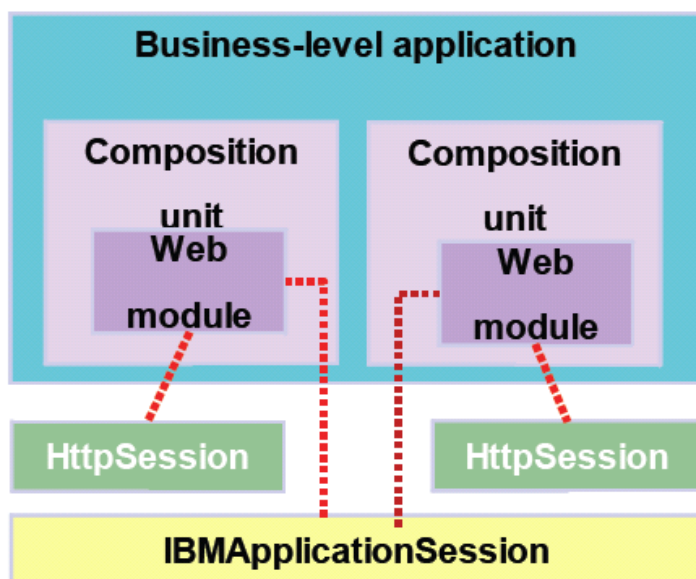 Business-level application
Composition
unit
Web
module
Composition
unit
Web
module
HttpSession
HttpSession
IBMApplicationSession